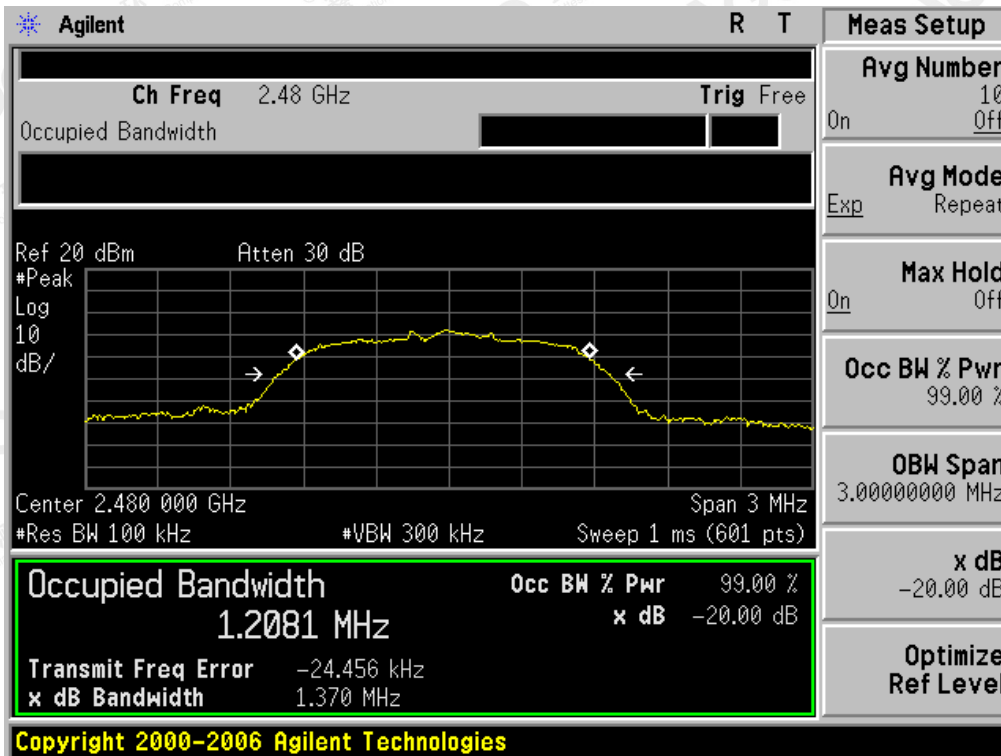 Agilent R T
Ch Freq 2.48 GHz Trig Free
Occupied Bandwidth
Ref 20 dBm Atten 30 dB
#Peak
Log
10
dB/
Center 2.480 000 GHz Span 3 MHz
#Res BW 100 kHz #VBW 300 kHz Sweep 1 ms (601 pts)
Occupied Bandwidth Occ BW % Pwr 99.00 %
1.2081 MHz x dB -20.00 dB
Transmit Freq Error -24.456 kHz
x dB Bandwidth 1.370 MHz
Copyright 2000-2006 Agilent Technologies
Meas Setup
Avg Number
10
On Off
Avg Mode
Exp Repeat
Max Hold
On Off
Occ BW % Pwr
99.00 %
OBW Span
3.00000000 MHz
x dB
-20.00 dB
Optimize
Ref Level